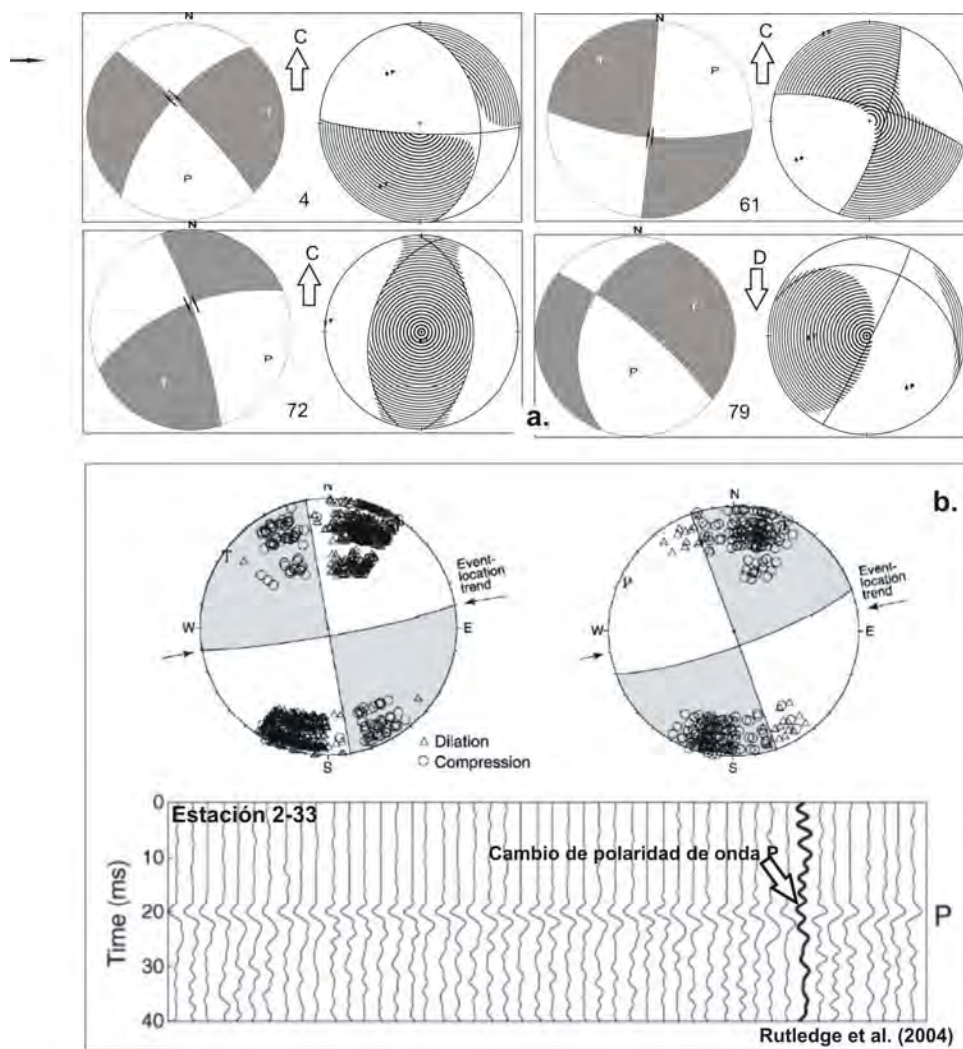 N
C
T
P
P
T
4
N
C
T
P
P
P
61
N
C
T
P
P
T
72
N
D
T
P
T
P
79
a.
b.
N
T
W
E
S
Event-
location
trend
△ Dilation
○ Compression
N
W
E
S
Event-
location
trend
Estación 2-33
Cambio de polaridad de onda P
Time (ms)
0
10
20
30
40
P
Rutledge et al. (2004)